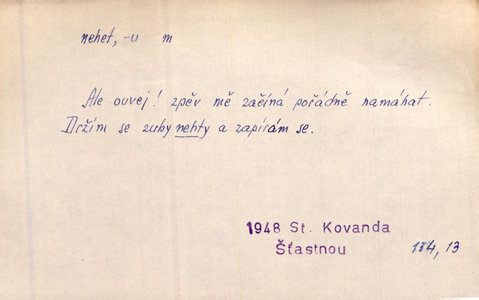 nehet, -u m
Ale ouvej! zpěv mě začíná pořádně namáhat.
Držím se zuby nehty a zapírám se.
1948 St. Kovanda
Šťastnou 184, 13